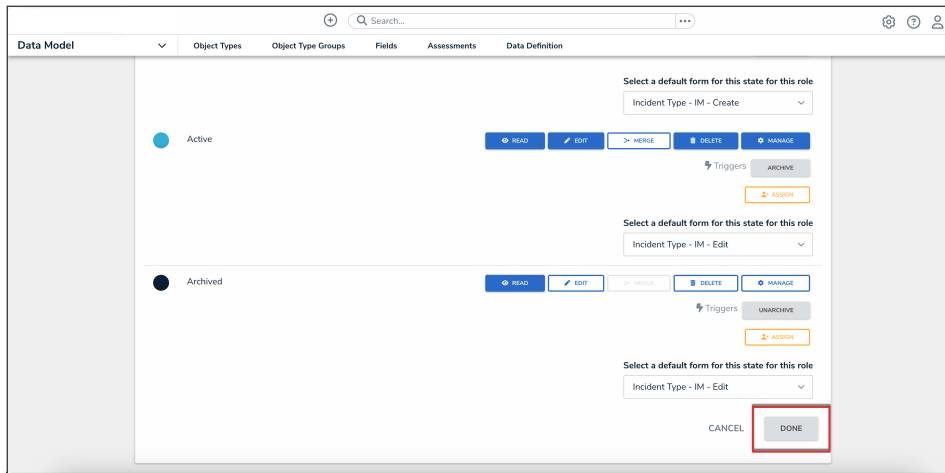 Search...
Data Model
Object Types
Object Type Groups
Fields
Assessments
Data Definition
Select a default form for this state for this role
Incident Type - IM - Create
Active
READ
EDIT
MERGE
DELETE
MANAGE
Triggers
ARCHIVE
ASSIGN
Select a default form for this state for this role
Incident Type - IM - Edit
Archived
READ
EDIT
MERGE
DELETE
MANAGE
Triggers
UNARCHIVE
ASSIGN
Select a default form for this state for this role
Incident Type - IM - Edit
CANCEL
DONE